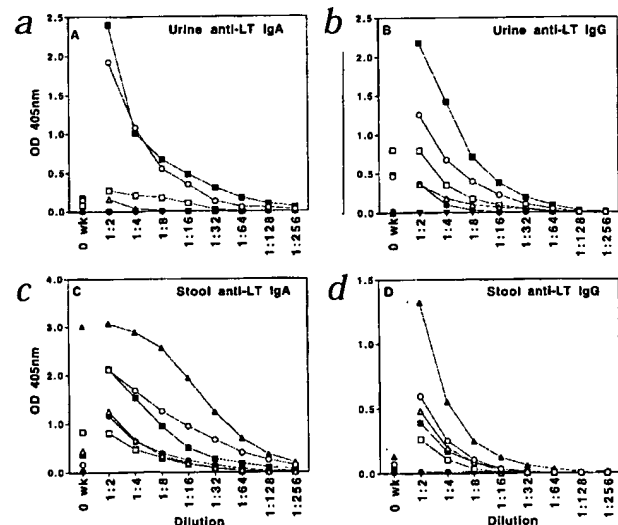 a
A
Urine anti-LT IgA
OD 405nm
2.5
2.0
1.5
1.0
0.5
0.0
0 wk
1:2
1:4
1:8
1:16
1:32
1:64
1:128
1:256
b
B
Urine anti-LT IgG
2.5
2.0
1.5
1.0
0.5
0.0
0 wk
1:2
1:4
1:8
1:16
1:32
1:64
1:128
1:256
c
C
Stool anti-LT IgA
OD 405nm
4.0
3.0
2.0
1.0
0.0
0 wk
1:2
1:4
1:8
1:16
1:32
1:64
1:128
1:256
Dilution
d
D
Stool anti-LT IgG
1.5
1.0
0.5
0.0
0 wk
1:2
1:4
1:8
1:16
1:32
1:64
1:128
1:256
Dilution